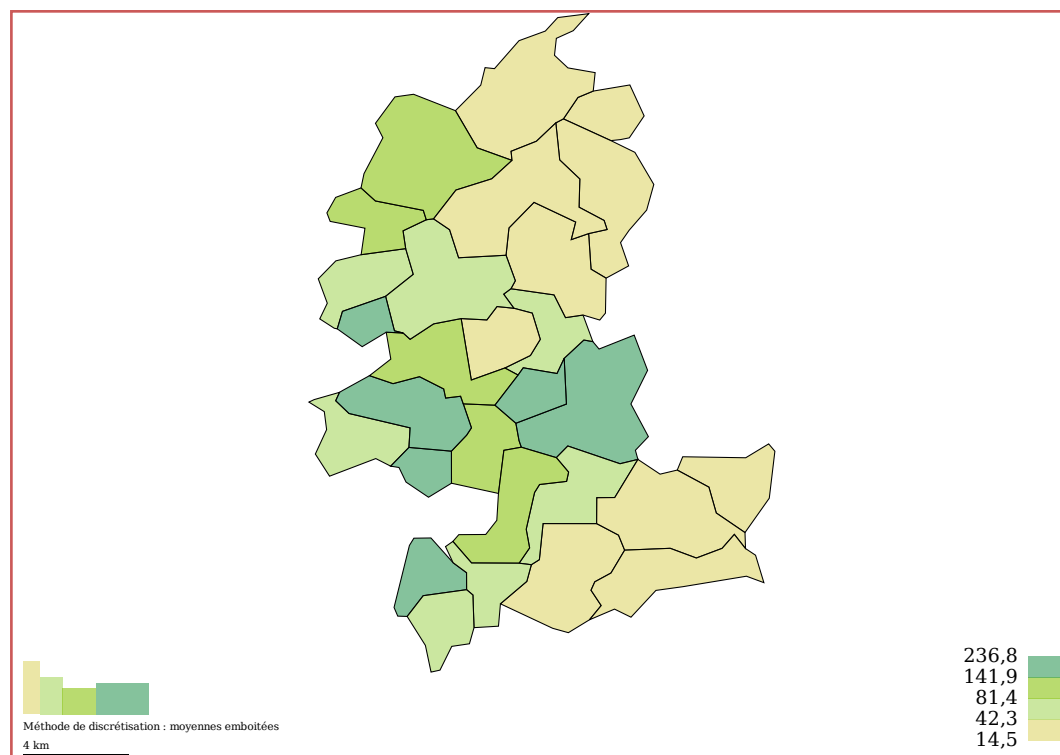 236,8
141,9
81,4
42,3
14,5
Méthode de discrétisation : moyennes emboitées
4 km